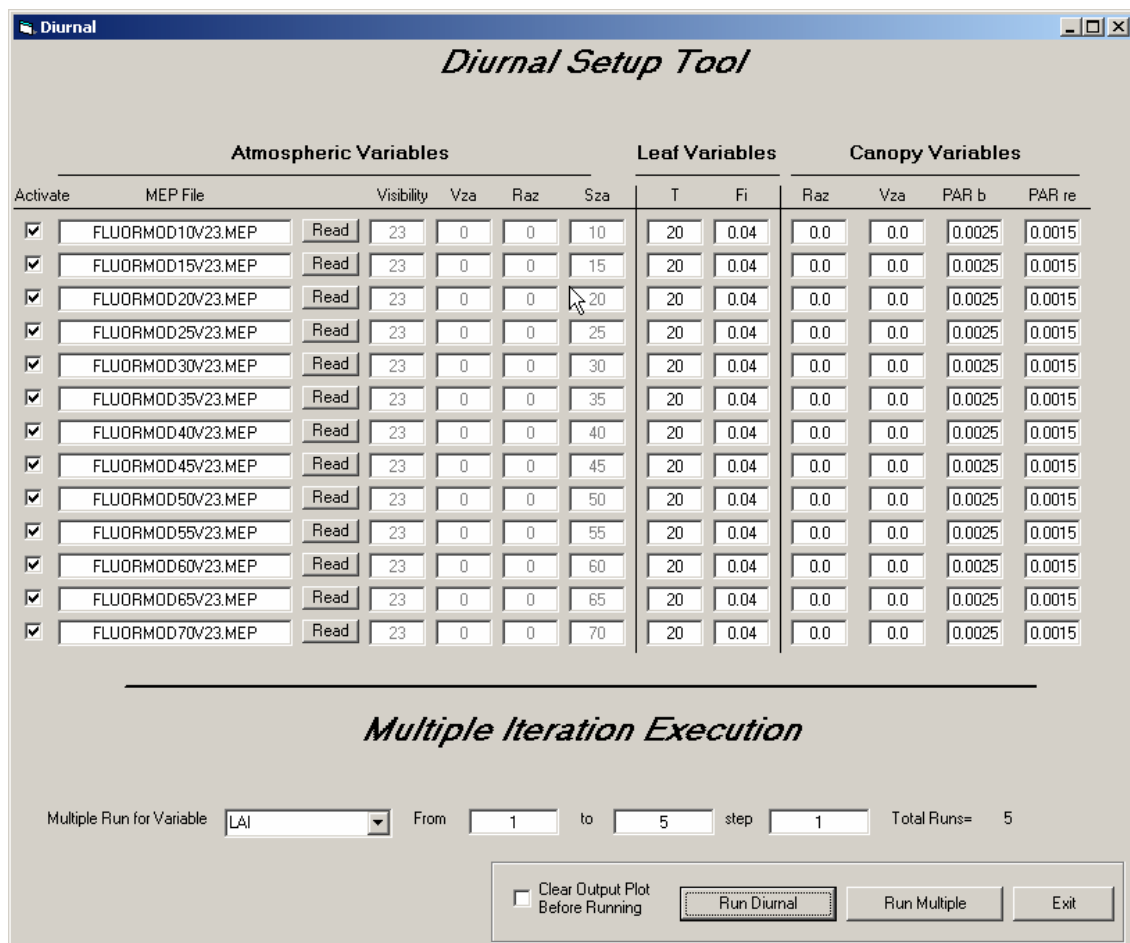 Diurnal
Diurnal Setup Tool
Atmospheric Variables Leaf Variables Canopy Variables
Activate MEP File Visibility Vza Raz Sza T Fi Raz Vza PAR b PAR re
FLUORMOD10V23.MEP Read 23 0 0 10 20 0.04 0.0 0.0 0.0025 0.0015
FLUORMOD15V23.MEP Read 23 0 0 15 20 0.04 0.0 0.0 0.0025 0.0015
FLUORMOD20V23.MEP Read 23 0 0 20 20 0.04 0.0 0.0 0.0025 0.0015
FLUORMOD25V23.MEP Read 23 0 0 25 20 0.04 0.0 0.0 0.0025 0.0015
FLUORMOD30V23.MEP Read 23 0 0 30 20 0.04 0.0 0.0 0.0025 0.0015
FLUORMOD35V23.MEP Read 23 0 0 35 20 0.04 0.0 0.0 0.0025 0.0015
FLUORMOD40V23.MEP Read 23 0 0 40 20 0.04 0.0 0.0 0.0025 0.0015
FLUORMOD45V23.MEP Read 23 0 0 45 20 0.04 0.0 0.0 0.0025 0.0015
FLUORMOD50V23.MEP Read 23 0 0 50 20 0.04 0.0 0.0 0.0025 0.0015
FLUORMOD55V23.MEP Read 23 0 0 55 20 0.04 0.0 0.0 0.0025 0.0015
FLUORMOD60V23.MEP Read 23 0 0 60 20 0.04 0.0 0.0 0.0025 0.0015
FLUORMOD65V23.MEP Read 23 0 0 65 20 0.04 0.0 0.0 0.0025 0.0015
FLUORMOD70V23.MEP Read 23 0 0 70 20 0.04 0.0 0.0 0.0025 0.0015
Multiple Iteration Execution
Multiple Run for Variable LAI From 1 to 5 step 1 Total Runs= 5
Clear Output Plot
Before Running
Run Diurnal Run Multiple Exit